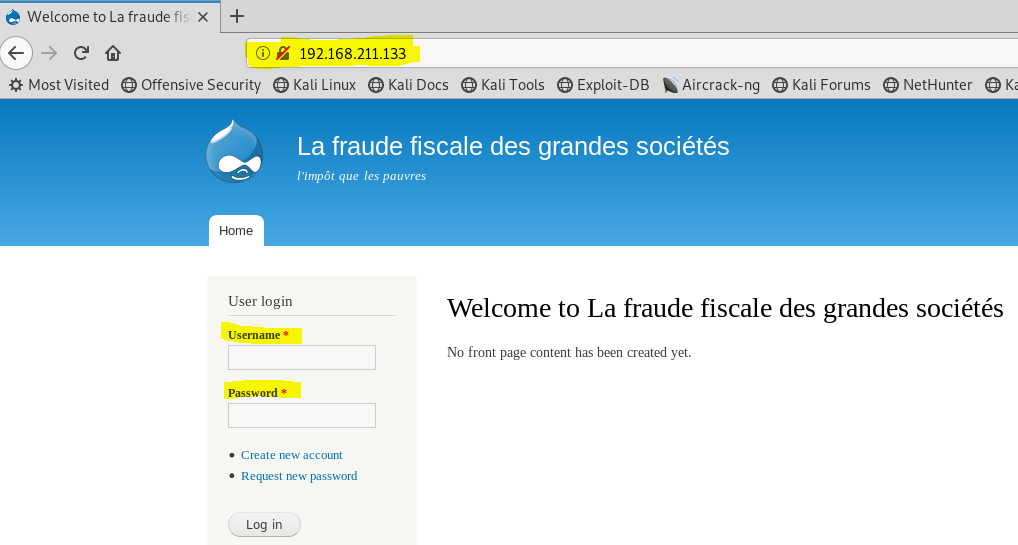 Welcome to La fraude fis
192.168.211.133
Most Visited Offensive Security Kali Linux Kali Docs Kali Tools Exploit-DB Aircrack-ng Kali Forums NetHunter Ka
La fraude fiscale des grandes sociétés
l'impôt que les pauvres
Home
User login
Welcome to La fraude fiscale des grandes sociétés
Username *
No front page content has been created yet.
Password *
Create new account
Request new password
Log in